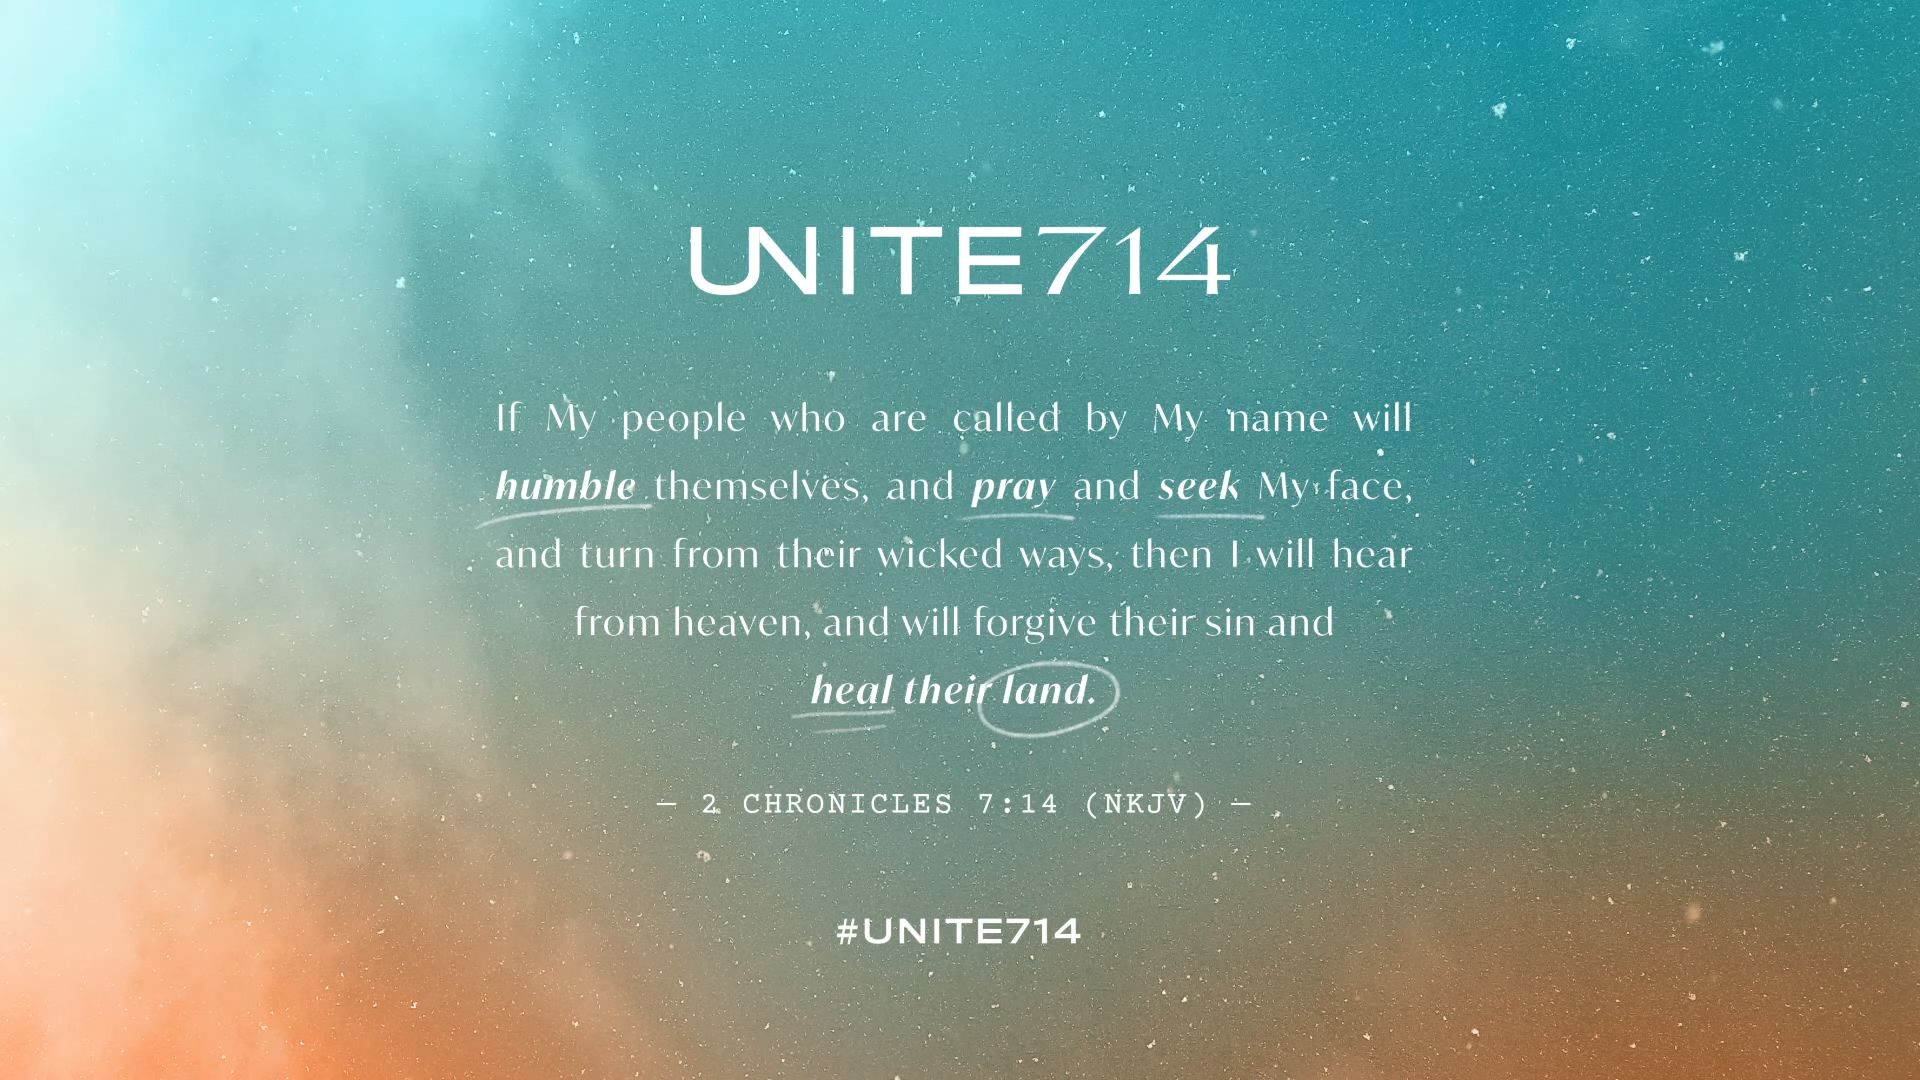 UNITE714
If My people who are called by My name will
humble themselves, and pray and seek My face,
and turn from their wicked ways, then I will hear
from heaven, and will forgive their sin and
heal their land.
— 2 CHRONICLES 7:14 (NKJV) —
#UNITE714